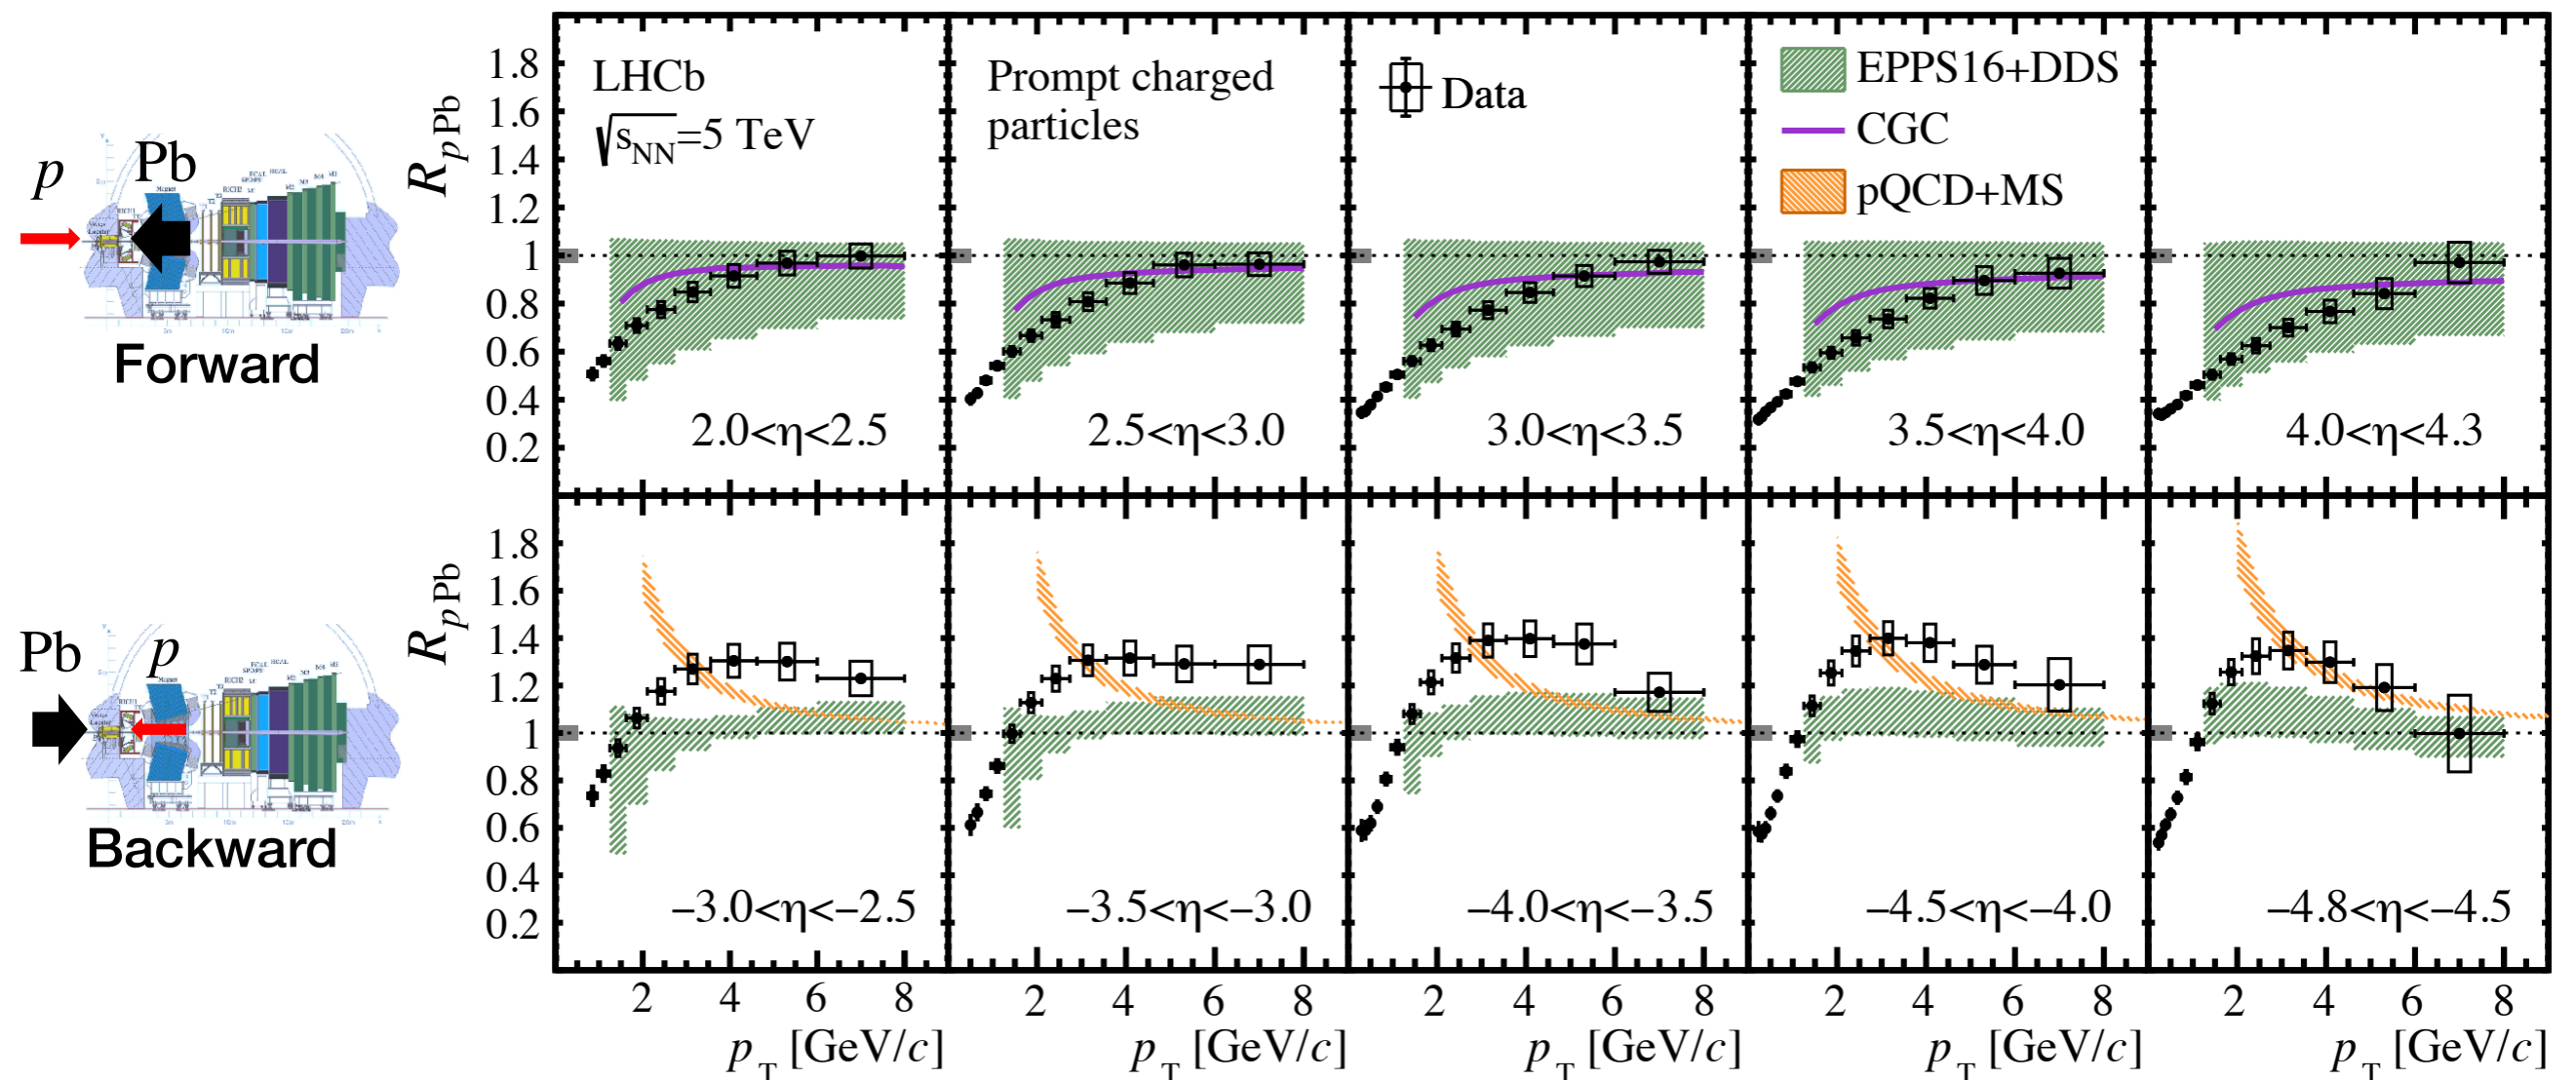 p
Pb
Forward
Pb
p
Backward
LHCb
√sNN=5 TeV
Prompt charged
particles
Data
EPPS16+DDS
CGC
pQCD+MS
RpPb
1.8
1.6
1.4
1.2
1
0.8
0.6
0.4
0.2
2.0<η<2.5
2.5<η<3.0
3.0<η<3.5
3.5<η<4.0
4.0<η<4.3
RpPb
1.8
1.6
1.4
1.2
1
0.8
0.6
0.4
0.2
−3.0<η<−2.5
−3.5<η<−3.0
−4.0<η<−3.5
−4.5<η<−4.0
−4.8<η<−4.5
2 4 6 8 2 4 6 8 2 4 6 8 2 4 6 8 2 4 6 8
pT [GeV/c] pT [GeV/c] pT [GeV/c] pT [GeV/c] pT [GeV/c]